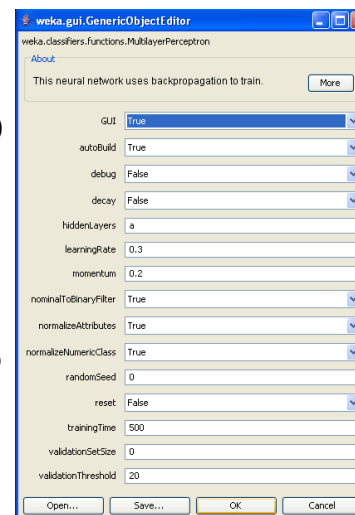 weka.gui.GenericObjectEditor
weka.classifiers.functions.MultilayerPerceptron
About
This neural network uses backpropagation to train.
More
GUI True
autoBuild True
debug False
decay False
hiddenLayers a
learningRate 0.3
momentum 0.2
nominalToBinaryFilter True
normalizeAttributes True
normalizeNumericClass True
randomSeed 0
reset False
trainingTime 500
validationSetSize 0
validationThreshold 20
Open... Save... OK Cancel